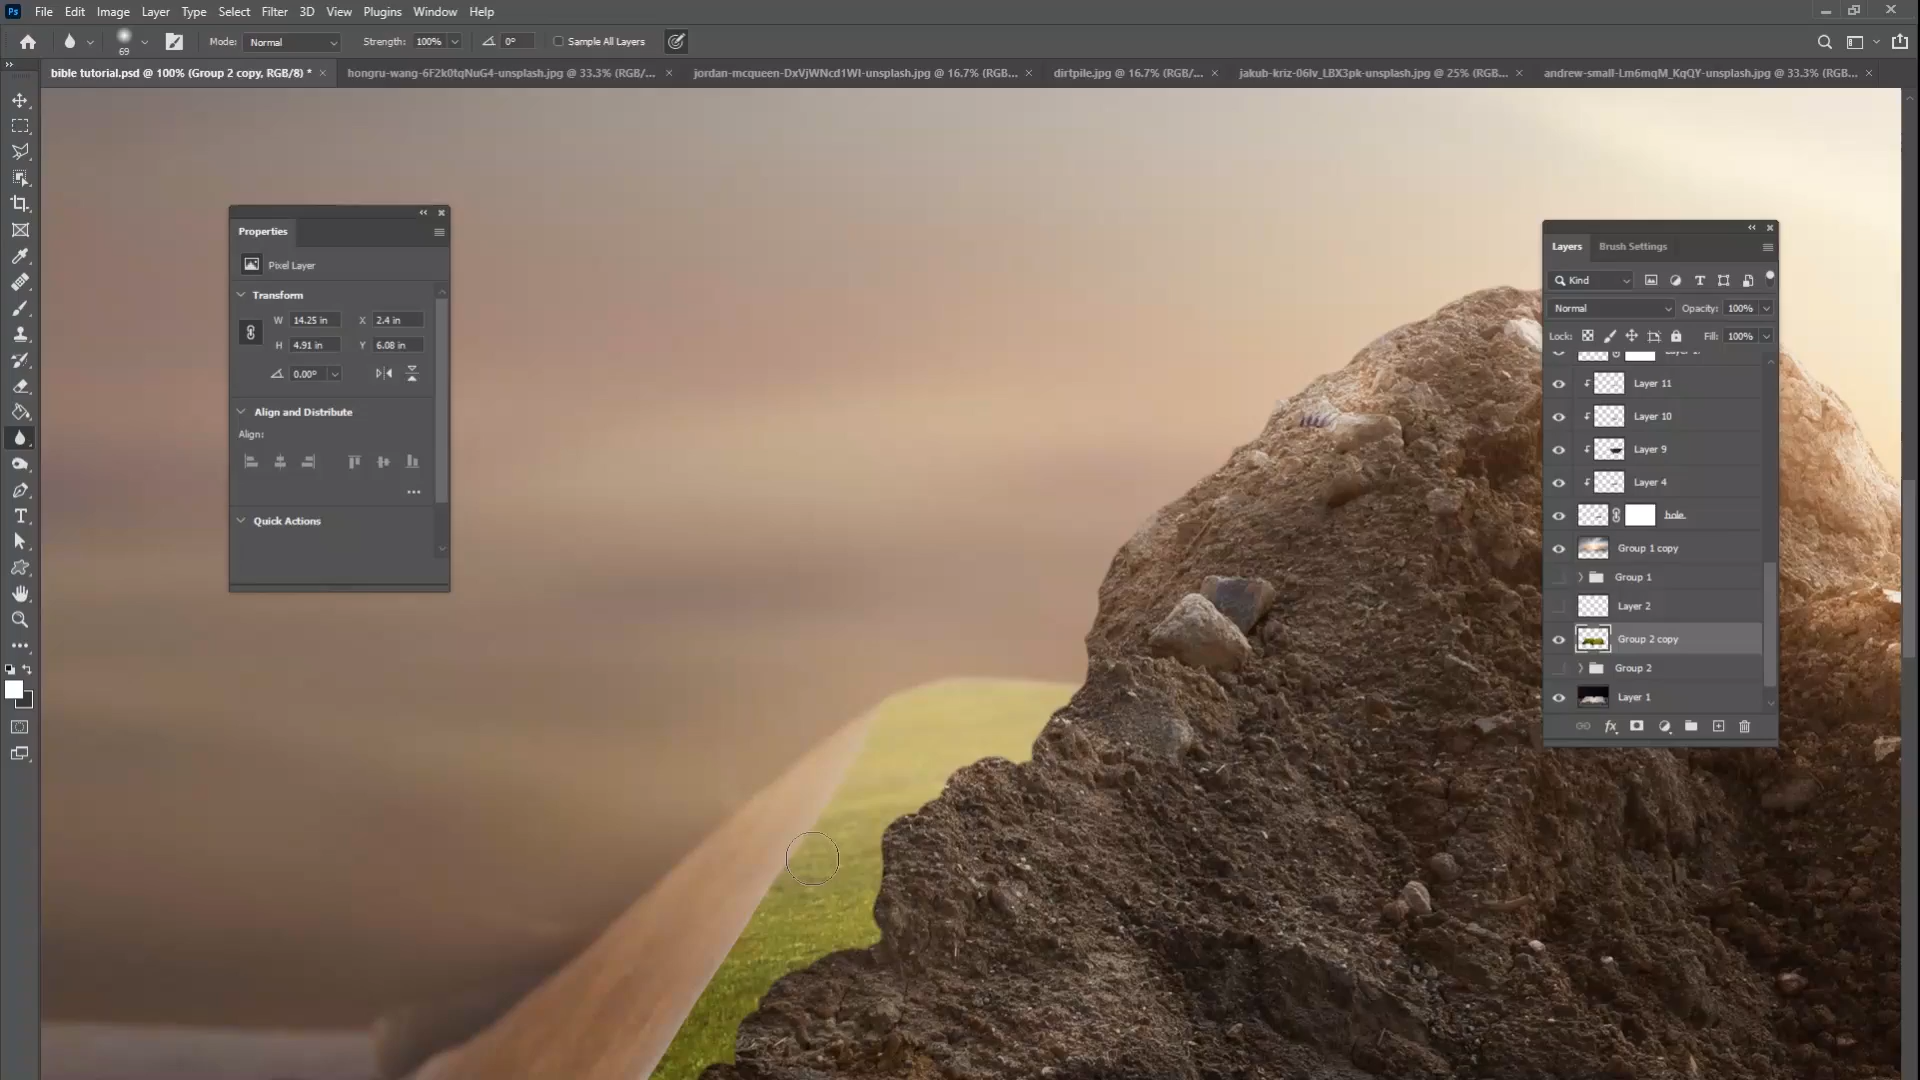 Ps File Edit Image Layer Type Select Filter 3D View Plugins Window Help
69 Mode: Normal Strength: 100% 0° Sample All Layers
bible tutorial.psd @ 100% (Group 2 copy, RGB/8) * hongru-wang-6F2k0tqNuG4-unsplash.jpg @ 33.3% (RGB/... jordan-mcqueen-DxVjWNcd1WI-unsplash.jpg @ 16.7% (RGB... dirtpile.jpg @ 16.7% (RGB/... jakub-kriz-06lv_LBX3pk-unsplash.jpg @ 25% (RGB... andrew-small-Lm6mqM_KqQY-unsplash.jpg @ 33.3% (RGB...
Properties
Pixel Layer
Transform
W 14.25 in X 2.4 in
H 4.91 in Y 6.08 in
0.00°
Align and Distribute
Align:
Quick Actions
Layers Brush Settings
Kind
Normal Opacity: 100%
Lock: Fill: 100%
Layer 11
Layer 10
Layer 9
Layer 4
hole
Group 1 copy
Group 1
Layer 2
Group 2 copy
Group 2
Layer 1
fx